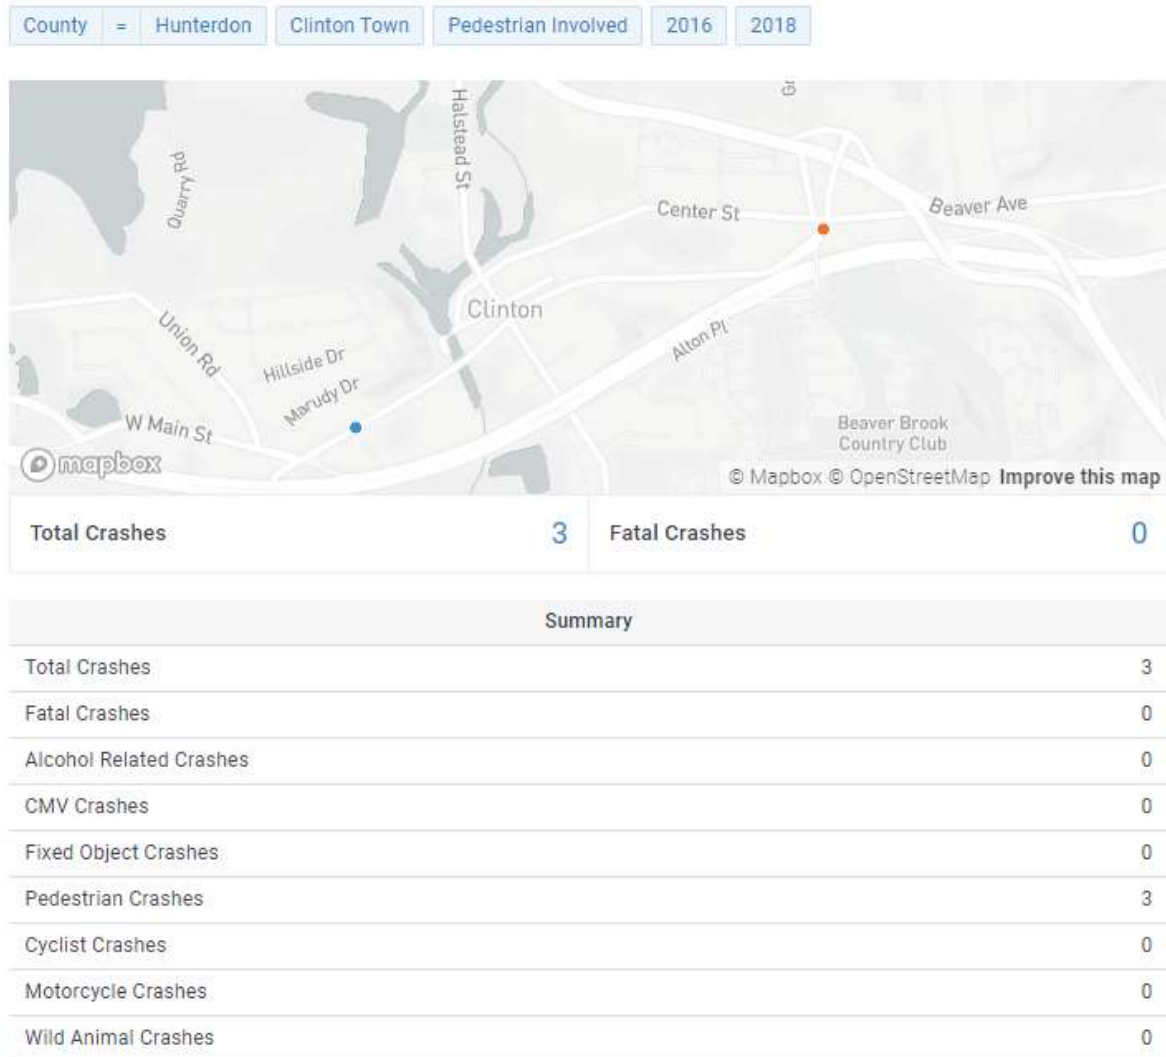 County = Hunterdon Clinton Town Pedestrian Involved 2016 2018
Halstead St
Quarry Rd
Center St
Beaver Ave
Clinton
Union Rd
Hillside Dr
Alton Pl
Marudy Dr
W Main St
Beaver Brook
Country Club
mapbox
© Mapbox © OpenStreetMap Improve this map
Total Crashes 3 Fatal Crashes 0
Summary
Total Crashes 3
Fatal Crashes 0
Alcohol Related Crashes 0
CMV Crashes 0
Fixed Object Crashes 0
Pedestrian Crashes 3
Cyclist Crashes 0
Motorcycle Crashes 0
Wild Animal Crashes 0